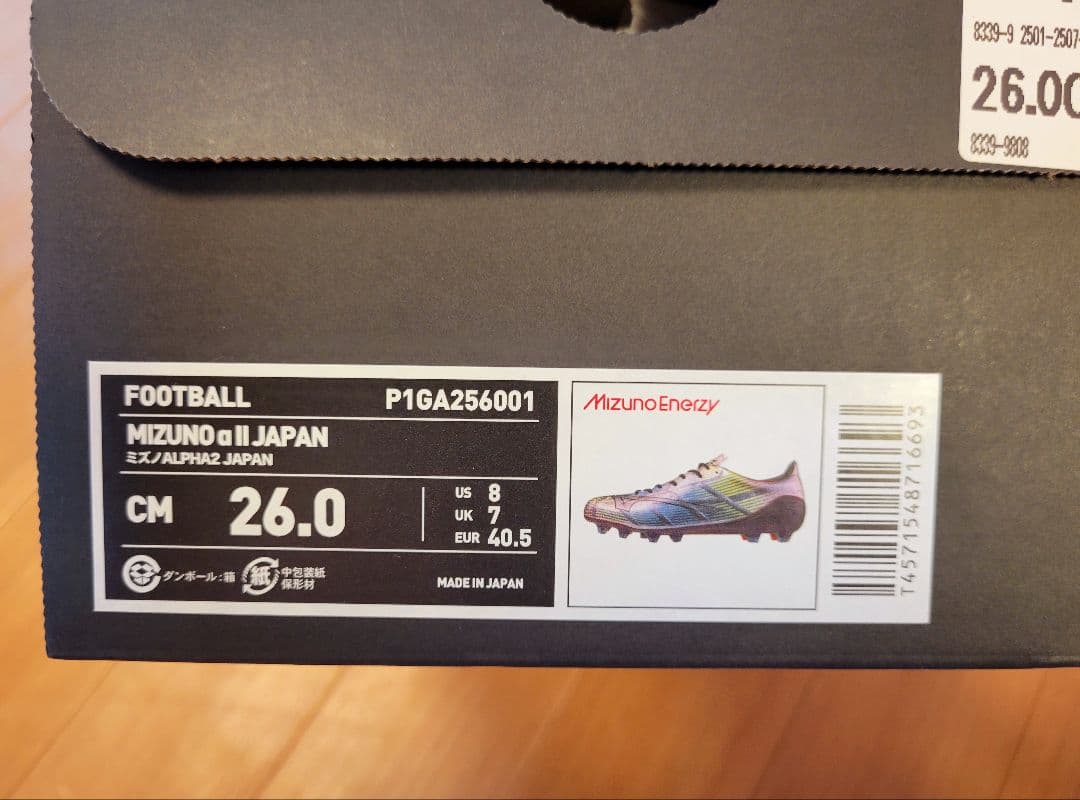 8339-9 2501-2507-
26.00
8339-9808
FOOTBALL P1GA256001
MIZUNO α II JAPAN
ミズノALPHA2 JAPAN
CM 26.0
US 8
UK 7
EUR 40.5
ダンボール:箱
紙
中包装紙
保形材
MADE IN JAPAN
MIZUNO ENERZY
T4571548716693